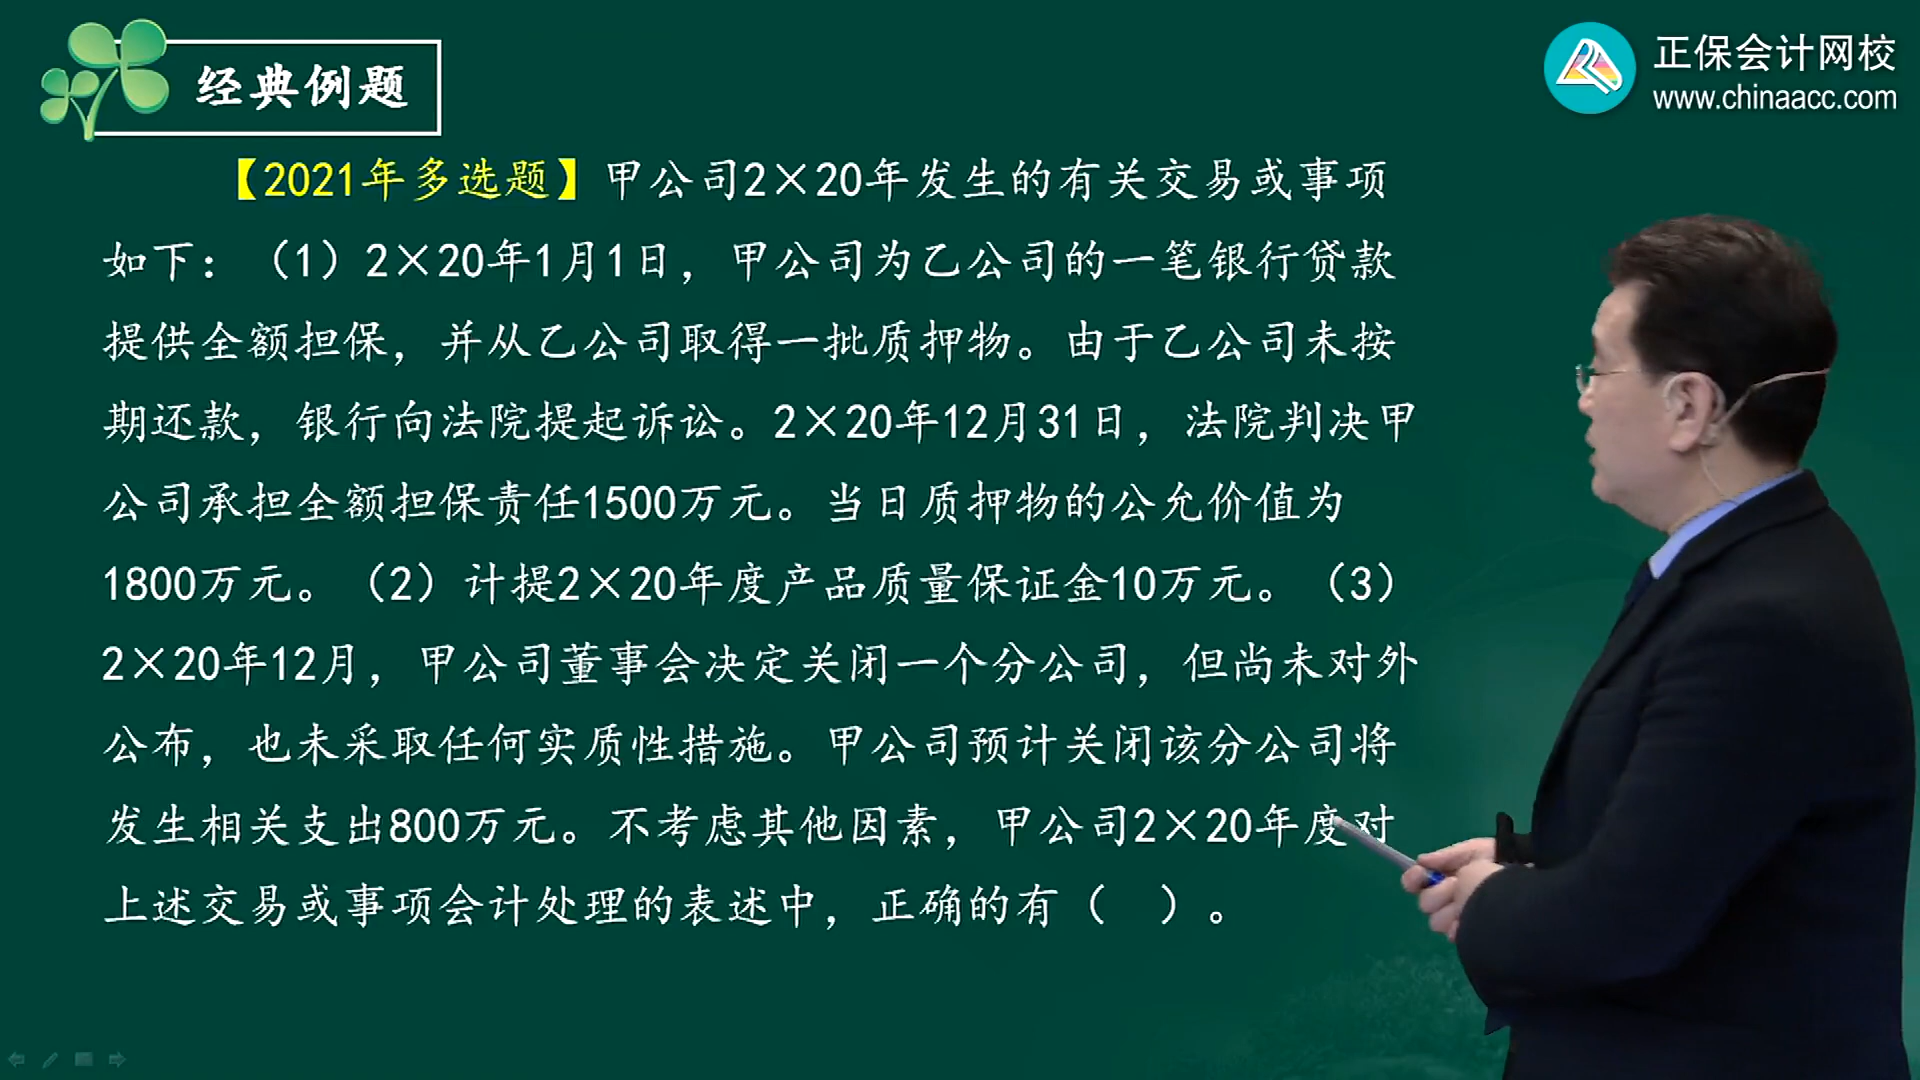 经典例题
正保会计网校
www.chinaacc.com
【2021年多选题】甲公司2×20年发生的有关交易或事项
如下：（1）2×20年1月1日，甲公司为乙公司的一笔银行贷款
提供全额担保，并从乙公司取得一批质押物。由于乙公司未按
期还款，银行向法院提起诉讼。2×20年12月31日，法院判决甲
公司承担全额担保责任1500万元。当日质押物的公允价值为
1800万元。（2）计提2×20年度产品质量保证金10万元。（3）
2×20年12月，甲公司董事会决定关闭一个分公司，但尚未对外
公布，也未采取任何实质性措施。甲公司预计关闭该分公司将
发生相关支出800万元。不考虑其他因素，甲公司2×20年度对
上述交易或事项会计处理的表述中，正确的有（ ）。